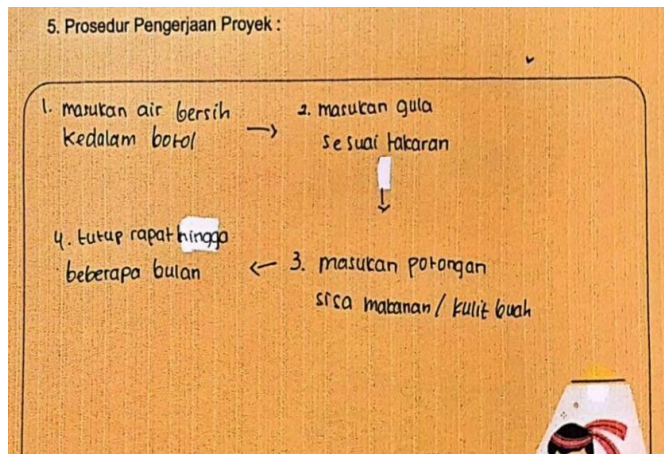 5. Prosedur Pengerjaan Proyek :
1. masukan air bersih
kedalam botol
→ 2. masukan gula
sesuai takaran
↓
3. masukan potongan
sisa makanan / kulit buah
← 4. tutup rapat hingga
beberapa bulan